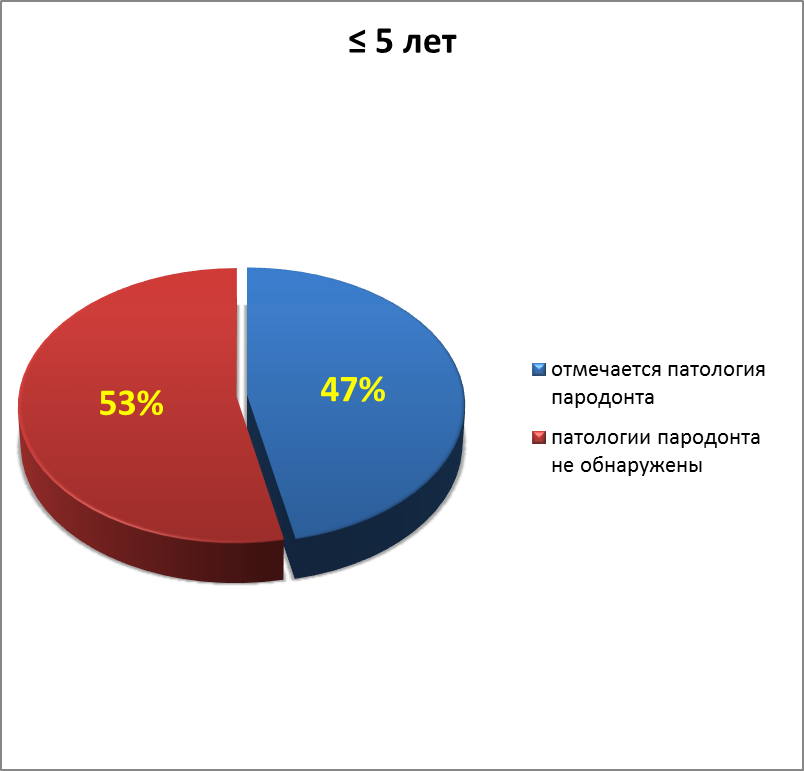 ≤ 5 лет
53%
47%
отмечается патология
пародонта
патологии пародонта
не обнаружены